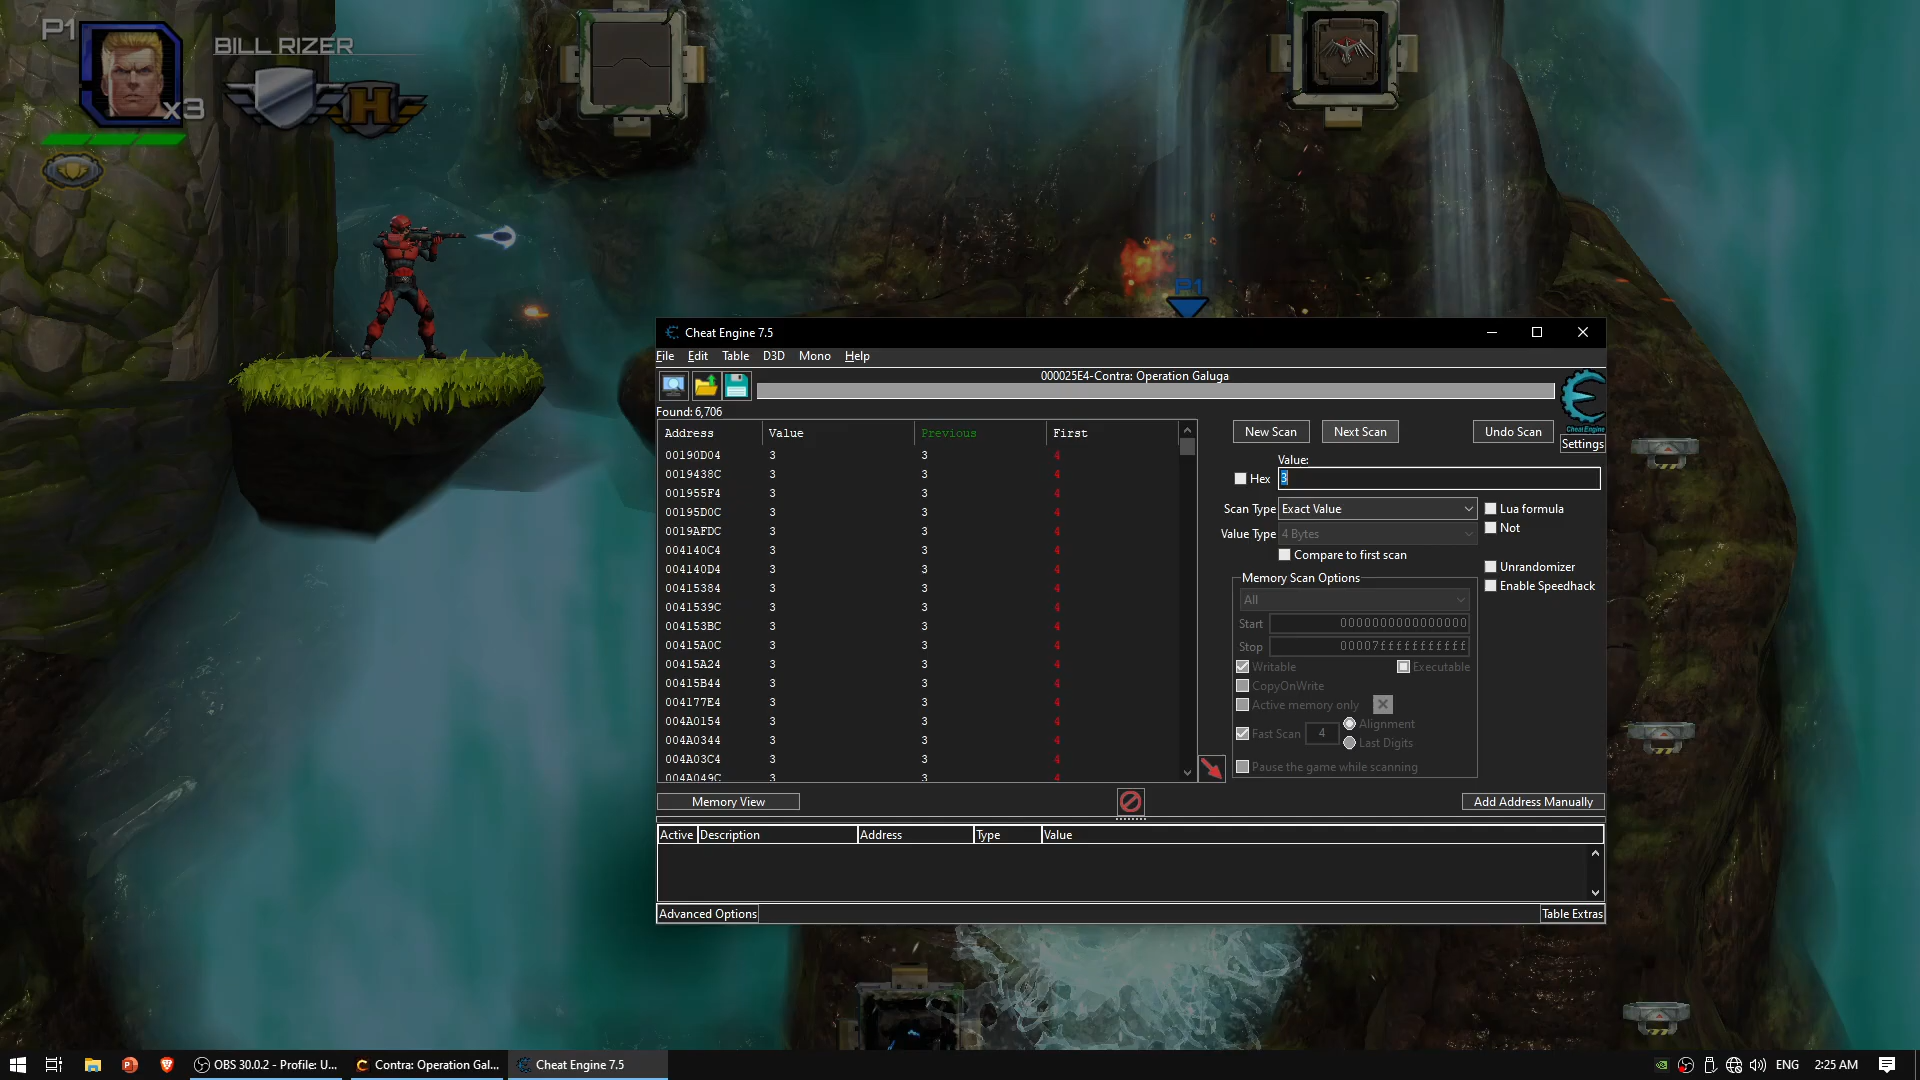 P1
BILL RIZER
x3
H
P1
Cheat Engine 7.5
File Edit Table D3D Mono Help
000025E4-Contra: Operation Galuga
Found: 6,706
Address Value Previous First
00190D04 3 3 4
0019438C 3 3 4
001955F4 3 3 4
00195D0C 3 3 4
0019AFDC 3 3 4
004140C4 3 3 4
004140D4 3 3 4
00415384 3 3 4
0041539C 3 3 4
004153BC 3 3 4
00415A0C 3 3 4
00415A24 3 3 4
00415B44 3 3 4
004177E4 3 3 4
004A0154 3 3 4
004A0344 3 3 4
004A03C4 3 3 4
004A049C 3 3 4
New Scan Next Scan Undo Scan
Cheat Engine
Settings
Value:
Hex 3
Scan Type Exact Value
Lua formula
Not
Value Type 4 Bytes
Compare to first scan
Unrandomizer
Enable Speedhack
Memory Scan Options
All
Start 0000000000000000
Stop 00007fffffffffff
Writable Executable
CopyOnWrite
Active memory only
Fast Scan 4 Alignment
Last Digits
Pause the game while scanning
Memory View Add Address Manually
Active Description Address Type Value
Advanced Options Table Extras
OBS 30.0.2 - Profile: U... Contra: Operation Gal... Cheat Engine 7.5 ENG 2:25 AM